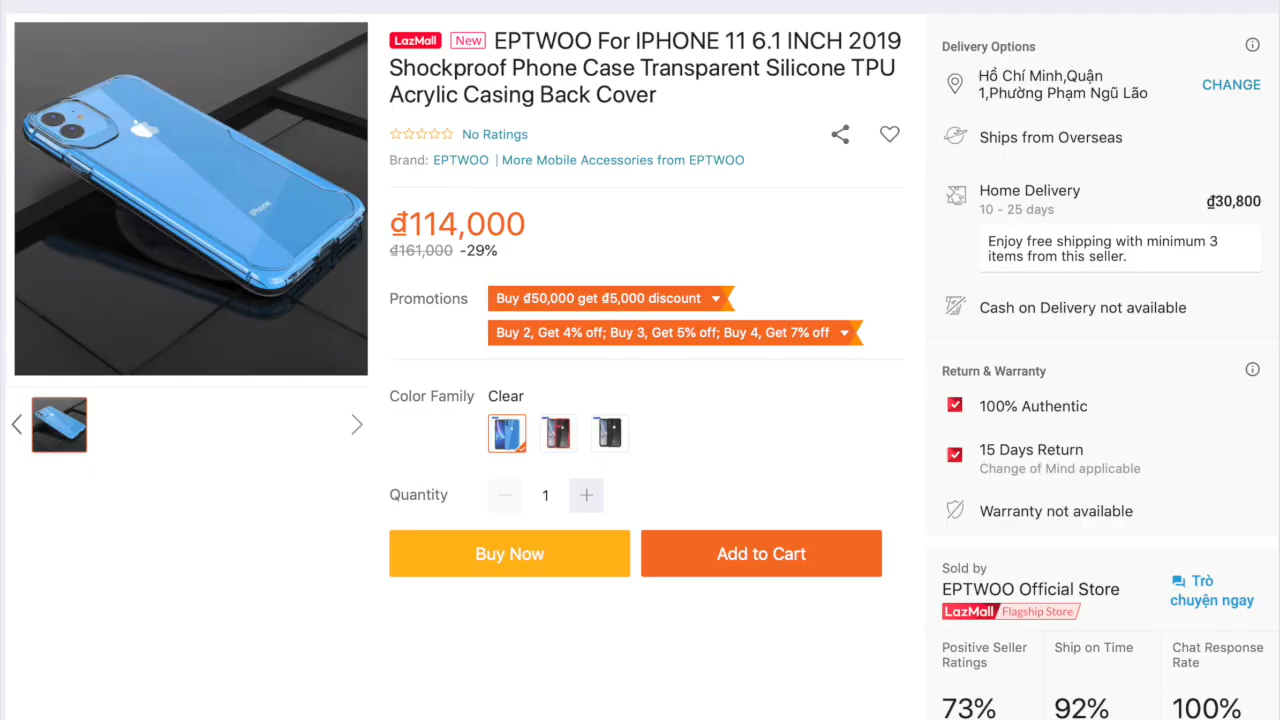 LazMall New EPTWOO For IPHONE 11 6.1 INCH 2019
Shockproof Phone Case Transparent Silicone TPU
Acrylic Casing Back Cover
No Ratings
Brand: EPTWOO | More Mobile Accessories from EPTWOO
₫114,000
₫161,000 -29%
Promotions
Buy ₫50,000 get ₫5,000 discount
Buy 2, Get 4% off; Buy 3, Get 5% off; Buy 4, Get 7% off
Color Family Clear
Quantity 1
Buy Now
Add to Cart
iPhone
Delivery Options
Hồ Chí Minh,Quận
1,Phường Phạm Ngũ Lão
CHANGE
Ships from Overseas
Home Delivery
₫30,800
10 - 25 days
Enjoy free shipping with minimum 3
items from this seller.
Cash on Delivery not available
Return & Warranty
100% Authentic
15 Days Return
Change of Mind applicable
Warranty not available
Sold by
EPTWOO Official Store
LazMall Flagship Store
Trò
chuyện ngay
Positive Seller
Ratings
73%
Ship on Time
92%
Chat Response
Rate
100%